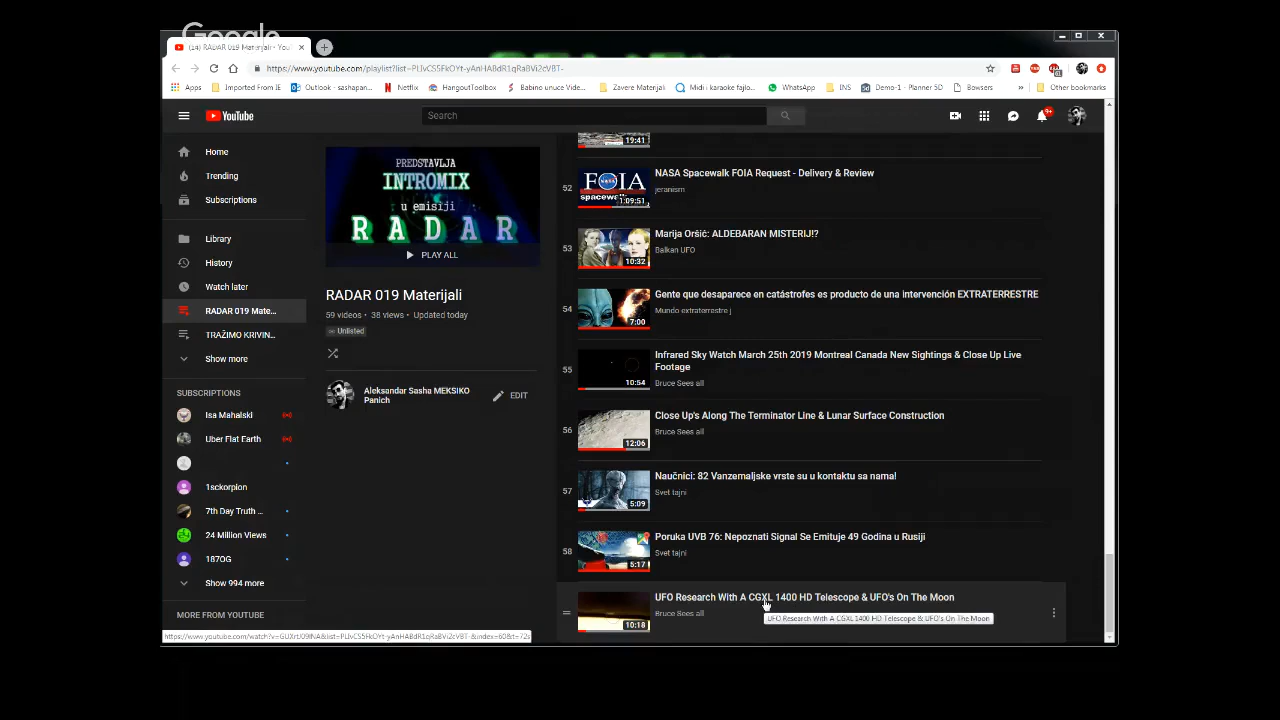 Google
(14) RADAR 019 Materijali - You
https://www.youtube.com/playlist?list=PLlvCS5FkOYt-yAnHABdR1qRaBVi2cVBT-
Apps
Imported From IE
Outlook - sashapan...
Netflix
HangoutToolbox
Babino unuce Vide...
Zavere Materijali
Midi i karaoke fajlo...
WhatsApp
INS
Demo-1 - Planner 5D
Bowsers
»
Other bookmarks
YouTube
Search
9+
Home
Trending
Subscriptions
Library
History
Watch later
RADAR 019 Mate...
TRAŽIMO KRIVIN...
Show more
SUBSCRIPTIONS
Isa Mahalski
Uber Flat Earth
1sckorpion
7th Day Truth ...
24 Million Views
187OG
Show 994 more
MORE FROM YOUTUBE
PREDSTAVLJA
INTROMIX
u emisiji
RADAR
PLAY ALL
RADAR 019 Materijali
59 videos • 38 views • Updated today
Unlisted
Aleksandar Sasha MEKSIKO
Panich
EDIT
19:41
52
FOIA
spacewalk
1:09:51
NASA Spacewalk FOIA Request - Delivery & Review
jeranism
53
10:32
Marija Oršić: ALDEBARAN MISTERIJ!?
Balkan UFO
54
7:00
Gente que desaparece en catástrofes es producto de una intervención EXTRATERRESTRE
Mundo extraterrestre j
55
10:54
Infrared Sky Watch March 25th 2019 Montreal Canada New Sightings & Close Up Live
Footage
Bruce Sees all
56
12:06
Close Up's Along The Terminator Line & Lunar Surface Construction
Bruce Sees all
57
5:09
Naučnici: 82 Vanzemaljske vrste su u kontaktu sa nama!
Svet tajni
58
5:17
Poruka UVB 76: Nepoznati Signal Se Emituje 49 Godina u Rusiji
Svet tajni
10:18
UFO Research With A CGXL 1400 HD Telescope & UFO's On The Moon
Bruce Sees all
UFO Research With A CGXL 1400 HD Telescope & UFO's On The Moon